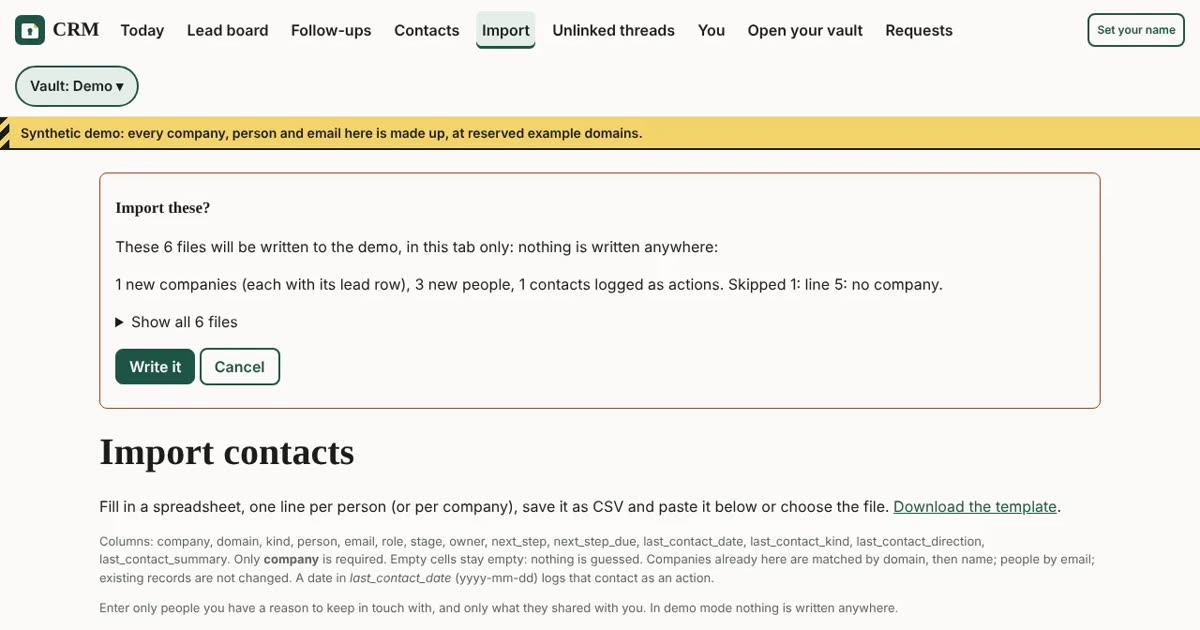 CRM
Today
Lead board
Follow-ups
Contacts
Import
Unlinked threads
You
Open your vault
Requests
Set your name
Vault: Demo ▾
Synthetic demo: every company, person and email here is made up, at reserved example domains.
Import these?
These 6 files will be written to the demo, in this tab only: nothing is written anywhere:
1 new companies (each with its lead row), 3 new people, 1 contacts logged as actions. Skipped 1: line 5: no company.
▶ Show all 6 files
Write it
Cancel
Import contacts
Fill in a spreadsheet, one line per person (or per company), save it as CSV and paste it below or choose the file. Download the template.
Columns: company, domain, kind, person, email, role, stage, owner, next_step, next_step_due, last_contact_date, last_contact_kind, last_contact_direction,
last_contact_summary. Only company is required. Empty cells stay empty: nothing is guessed. Companies already here are matched by domain, then name; people by email;
existing records are not changed. A date in last_contact_date (yyyy-mm-dd) logs that contact as an action.
Enter only people you have a reason to keep in touch with, and only what they shared with you. In demo mode nothing is written anywhere.